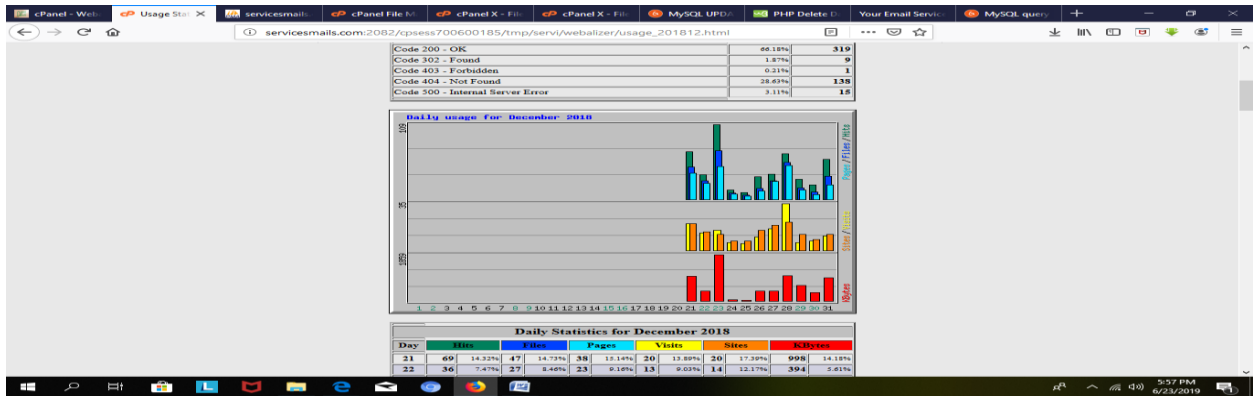 cPanel - Web
Usage Stat
servicesmails
cPanel File M
cPanel X - File
cPanel X - File
MySQL UPDA
PHP Delete D
Your Email Servic
MySQL query
servicesmails.com:2082/cpsess700600185/tmp/servi/webalizer/usage_201812.html
Code 200 - OK 66.18% 319
Code 302 - Found 1.87% 9
Code 403 - Forbidden 0.21% 1
Code 404 - Not Found 28.63% 138
Code 500 - Internal Server Error 3.11% 15
Daily usage for December 2018
109
Pages / Files / Hits
35
Sites / Visits
1059
KBytes
1 2 3 4 5 6 7 8 9 10 11 12 13 14 15 16 17 18 19 20 21 22 23 24 25 26 27 28 29 30 31
Daily Statistics for December 2018
Day Hits Files Pages Visits Sites KBytes
21 69 14.32% 47 14.73% 38 15.14% 20 13.89% 20 17.39% 998 14.18%
22 36 7.47% 27 8.46% 23 9.16% 13 9.03% 14 12.17% 394 5.61%
5:57 PM
6/23/2019